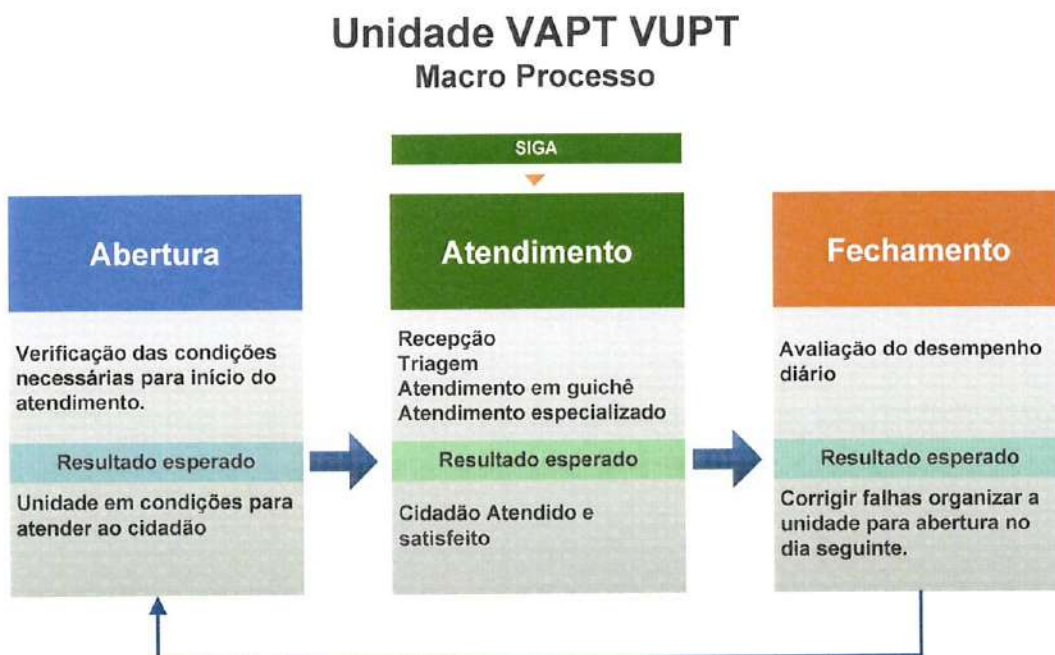 Unidade VAPT VUPT
Macro Processo
SIGA
Abertura
Verificação das condições
necessárias para início do
atendimento.
Resultado esperado
Unidade em condições para
atender ao cidadão
Atendimento
Recepção
Triagem
Atendimento em guichê
Atendimento especializado
Resultado esperado
Cidadão Atendido e
satisfeito
Fechamento
Avaliação do desempenho
diário
Resultado esperado
Corrigir falhas organizar a
unidade para abertura no
dia seguinte.